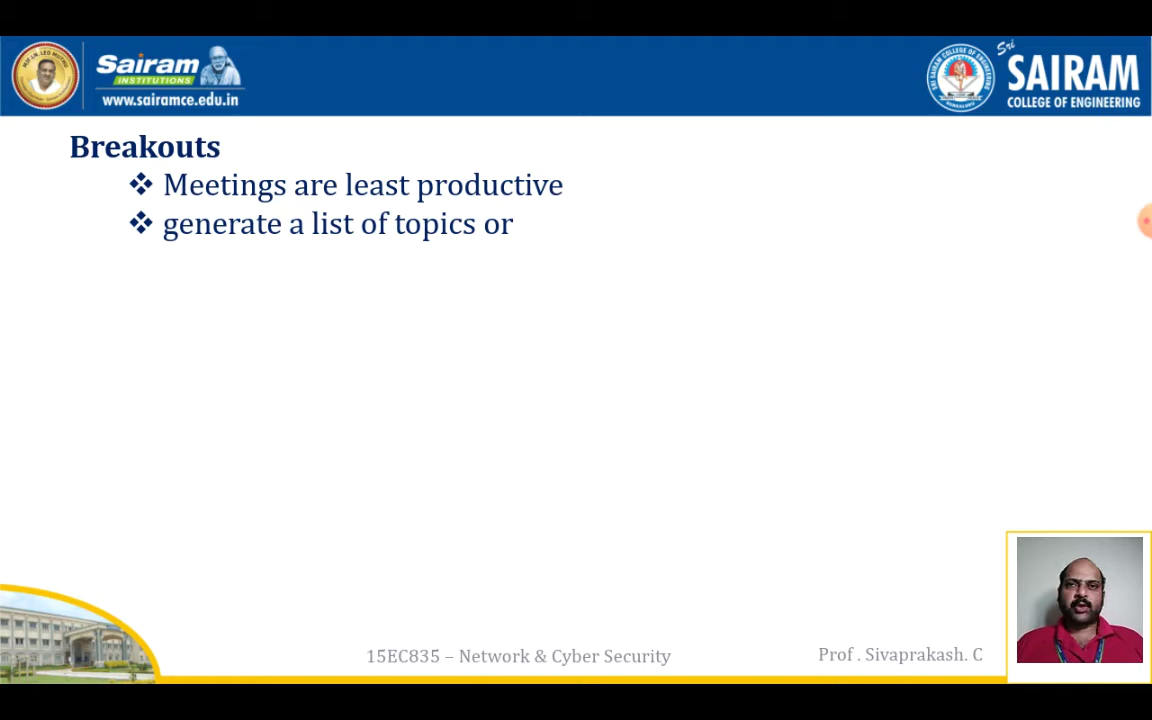 Sairam
INSTITUTIONS
www.sairamce.edu.in
Sri
SAIRAM
COLLEGE OF ENGINEERING
Breakouts
❖ Meetings are least productive
❖ generate a list of topics or
15EC835 – Network & Cyber Security
Prof . Sivaprakash. C